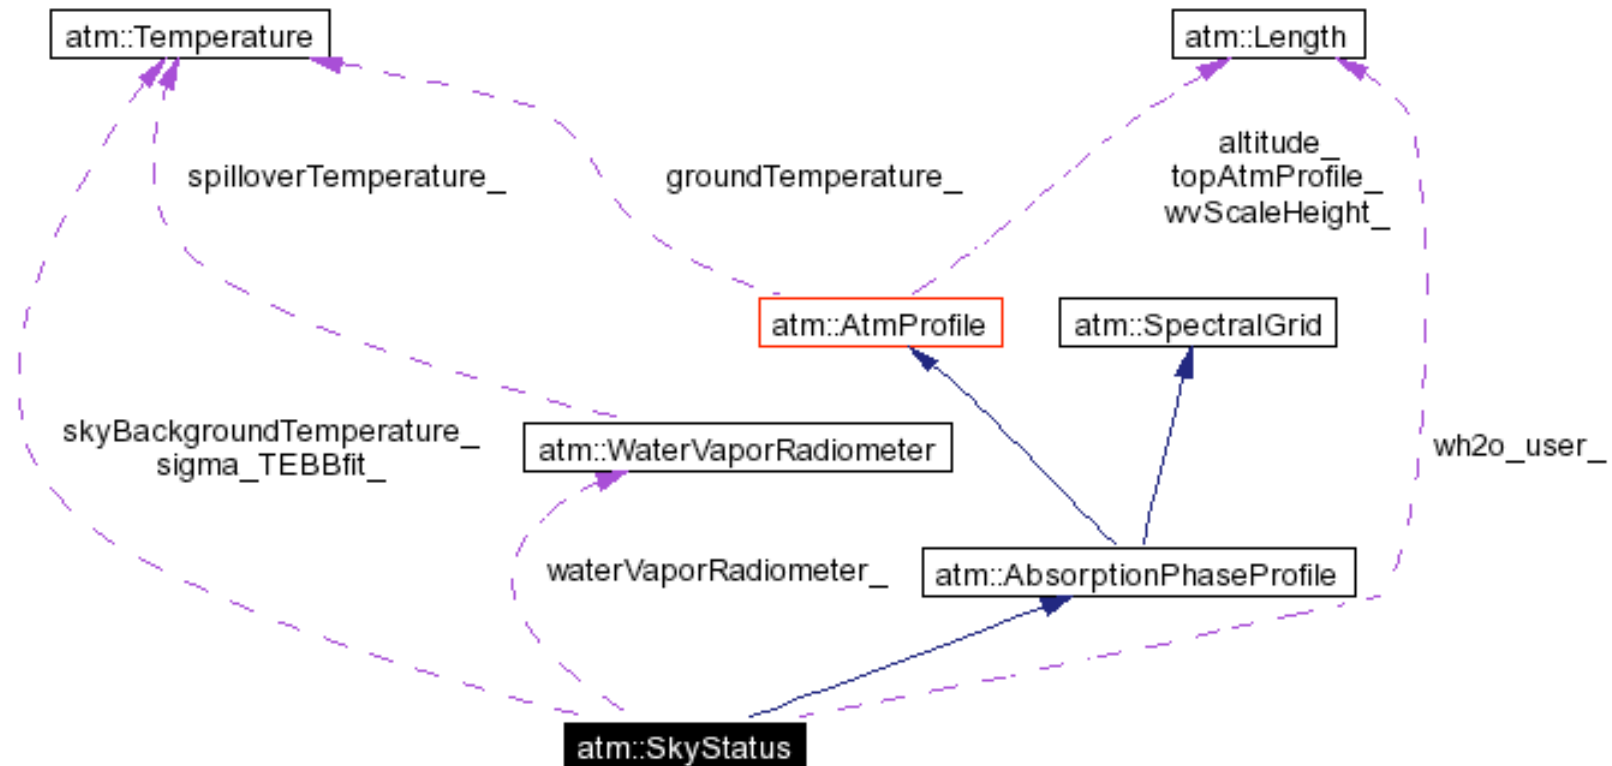 atm::Temperature
atm::Length
altitude_
spilloverTemperature_
groundTemperature_
topAtmProfile_
wvScaleHeight_
atm::AtmProfile
atm::SpectralGrid
skyBackgroundTemperature_
sigma_TEBBfit_
atm::WaterVaporRadiometer
wh2o_user_
waterVaporRadiometer_
atm::AbsorptionPhaseProfile
atm::SkyStatus